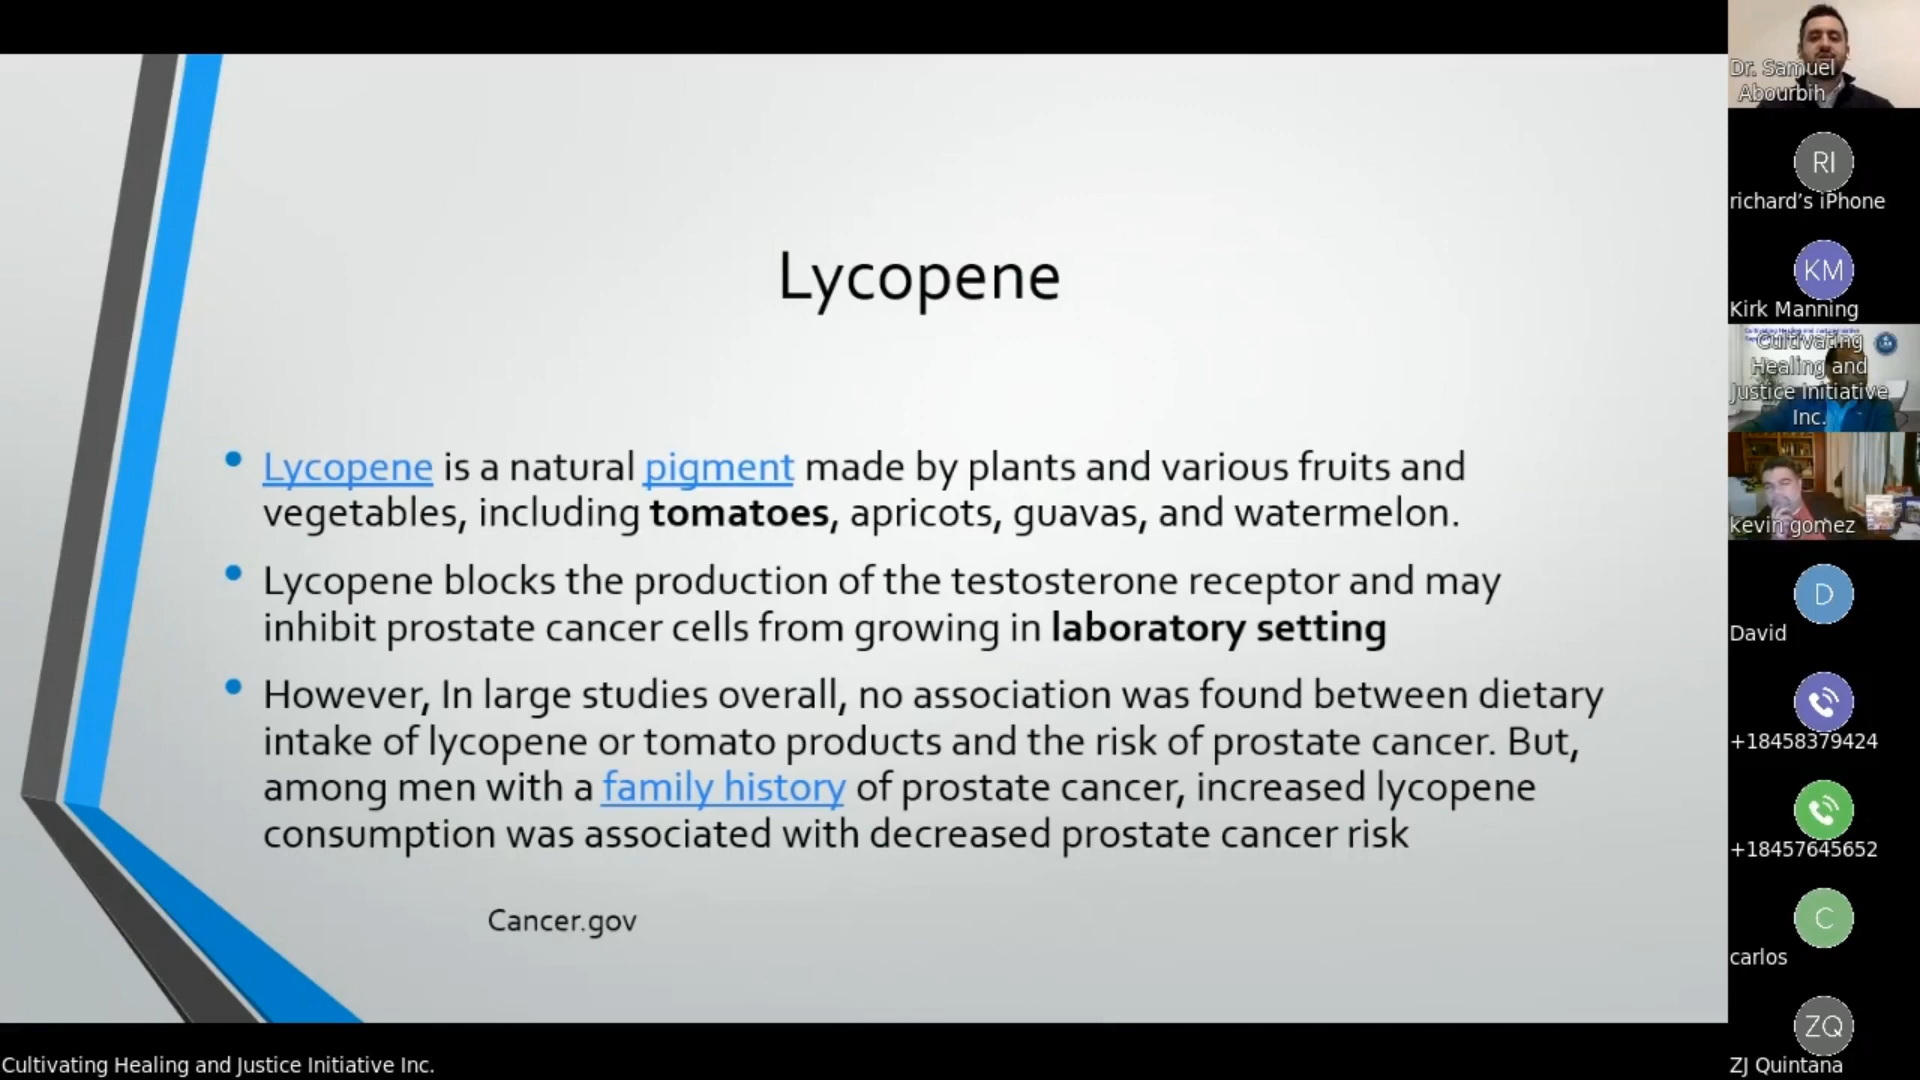 Lycopene
Lycopene is a natural pigment made by plants and various fruits and
vegetables, including tomatoes, apricots, guavas, and watermelon.
Lycopene blocks the production of the testosterone receptor and may
inhibit prostate cancer cells from growing in laboratory setting
However, In large studies overall, no association was found between dietary
intake of lycopene or tomato products and the risk of prostate cancer. But,
among men with a family history of prostate cancer, increased lycopene
consumption was associated with decreased prostate cancer risk
Cancer.gov
Cultivating Healing and Justice Initiative Inc.
Dr. Samuel
Abourbih
RI
richard’s iPhone
KM
Kirk Manning
Cultivating
Healing and
Justice Initiative
Inc.
kevin gomez
D
David
+18458379424
+18457645652
C
carlos
ZQ
ZJ Quintana